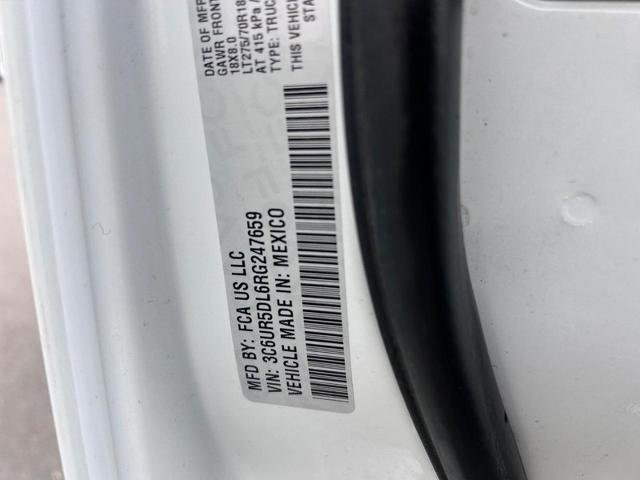 DATE OF MFR
GAWR FRONT
18X8.0
LT275/70R18
AT 415 kPa /
TYPE: TRUC
THIS VEHICLE
STA
MFD BY: FCA US LLC
VIN: 3C6UR5DL6RG247659
VEHICLE MADE IN: MEXICO